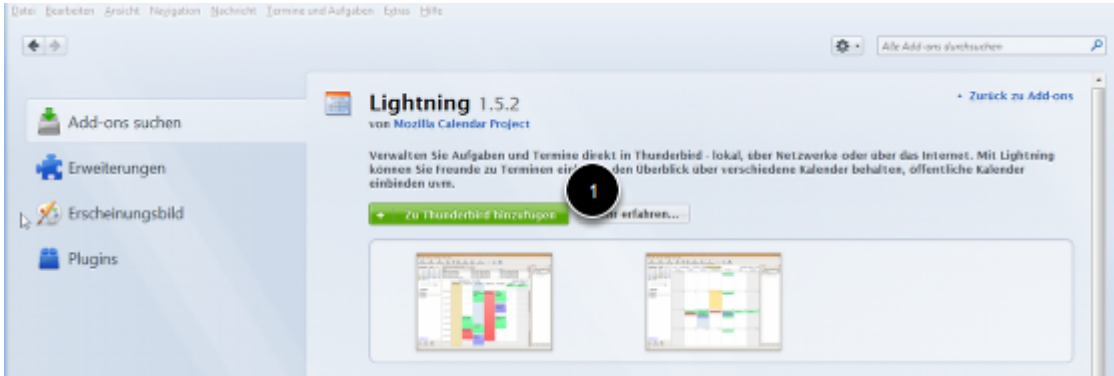 Datei Bearbeiten Ansicht Navigation Nachricht Termine und Aufgaben Extras Hilfe
Alle Add-ons durchsuchen
Add-ons suchen
Erweiterungen
Erscheinungsbild
Plugins
Lightning 1.5.2
Zurück zu Add-ons
von Mozilla Calendar Project
Verwalten Sie Aufgaben und Termine direkt in Thunderbird - lokal, über Netzwerke oder über das Internet. Mit Lightning
können Sie Freunde zu Terminen den Überblick über verschiedene Kalender behalten, öffentliche Kalender
einbinden uvm.
1
+ Zu Thunderbird hinzufügen
erfahren...